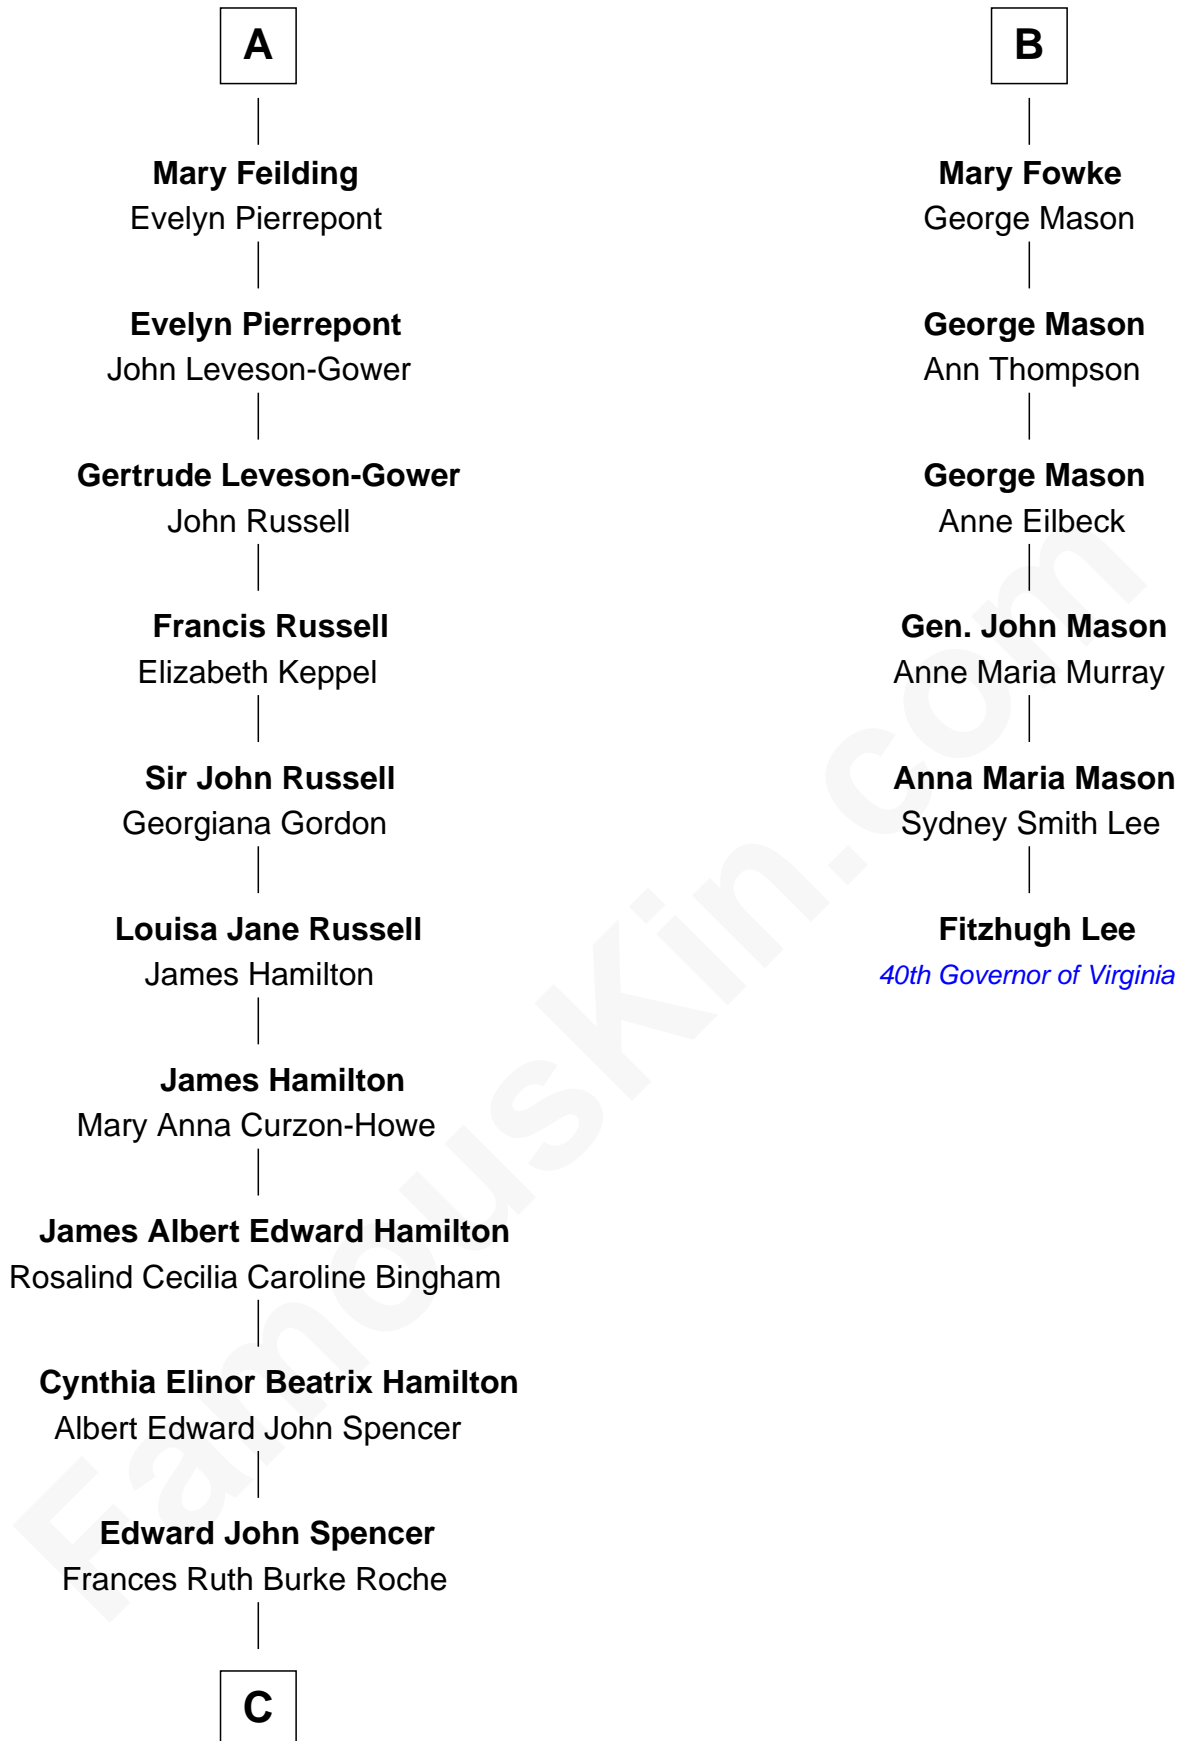 A
Mary Feilding
Evelyn Pierrepont
Evelyn Pierrepont
John Leveson-Gower
Gertrude Leveson-Gower
John Russell
Francis Russell
Elizabeth Keppel
Sir John Russell
Georgiana Gordon
Louisa Jane Russell
James Hamilton
James Hamilton
Mary Anna Curzon-Howe
James Albert Edward Hamilton
Rosalind Cecilia Caroline Bingham
Cynthia Elinor Beatrix Hamilton
Albert Edward John Spencer
Edward John Spencer
Frances Ruth Burke Roche
C
B
Mary Fowke
George Mason
George Mason
Ann Thompson
George Mason
Anne Eilbeck
Gen. John Mason
Anne Maria Murray
Anna Maria Mason
Sydney Smith Lee
Fitzhugh Lee
40th Governor of Virginia
FamousKin.com